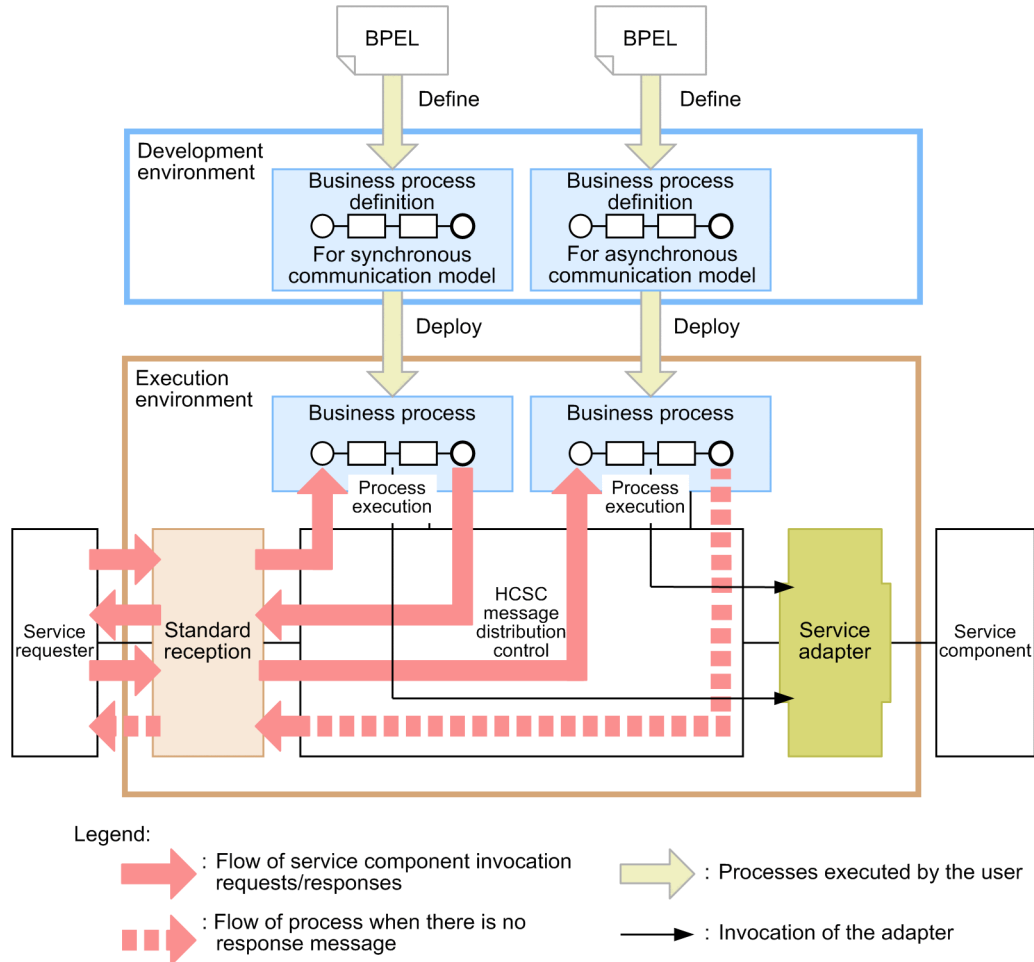 BPEL
BPEL
Define
Define
Development
environment
Business process
definition
For synchronous
communication model
Business process
definition
For asynchronous
communication model
Deploy
Deploy
Execution
environment
Business process
Business process
Process
execution
Process
execution
Service
requester
Standard
reception
HCSC
message
distribution
control
Service
adapter
Service
component
Legend:
: Flow of service component invocation
requests/responses
: Processes executed by the user
: Flow of process when there is no
response message
: Invocation of the adapter